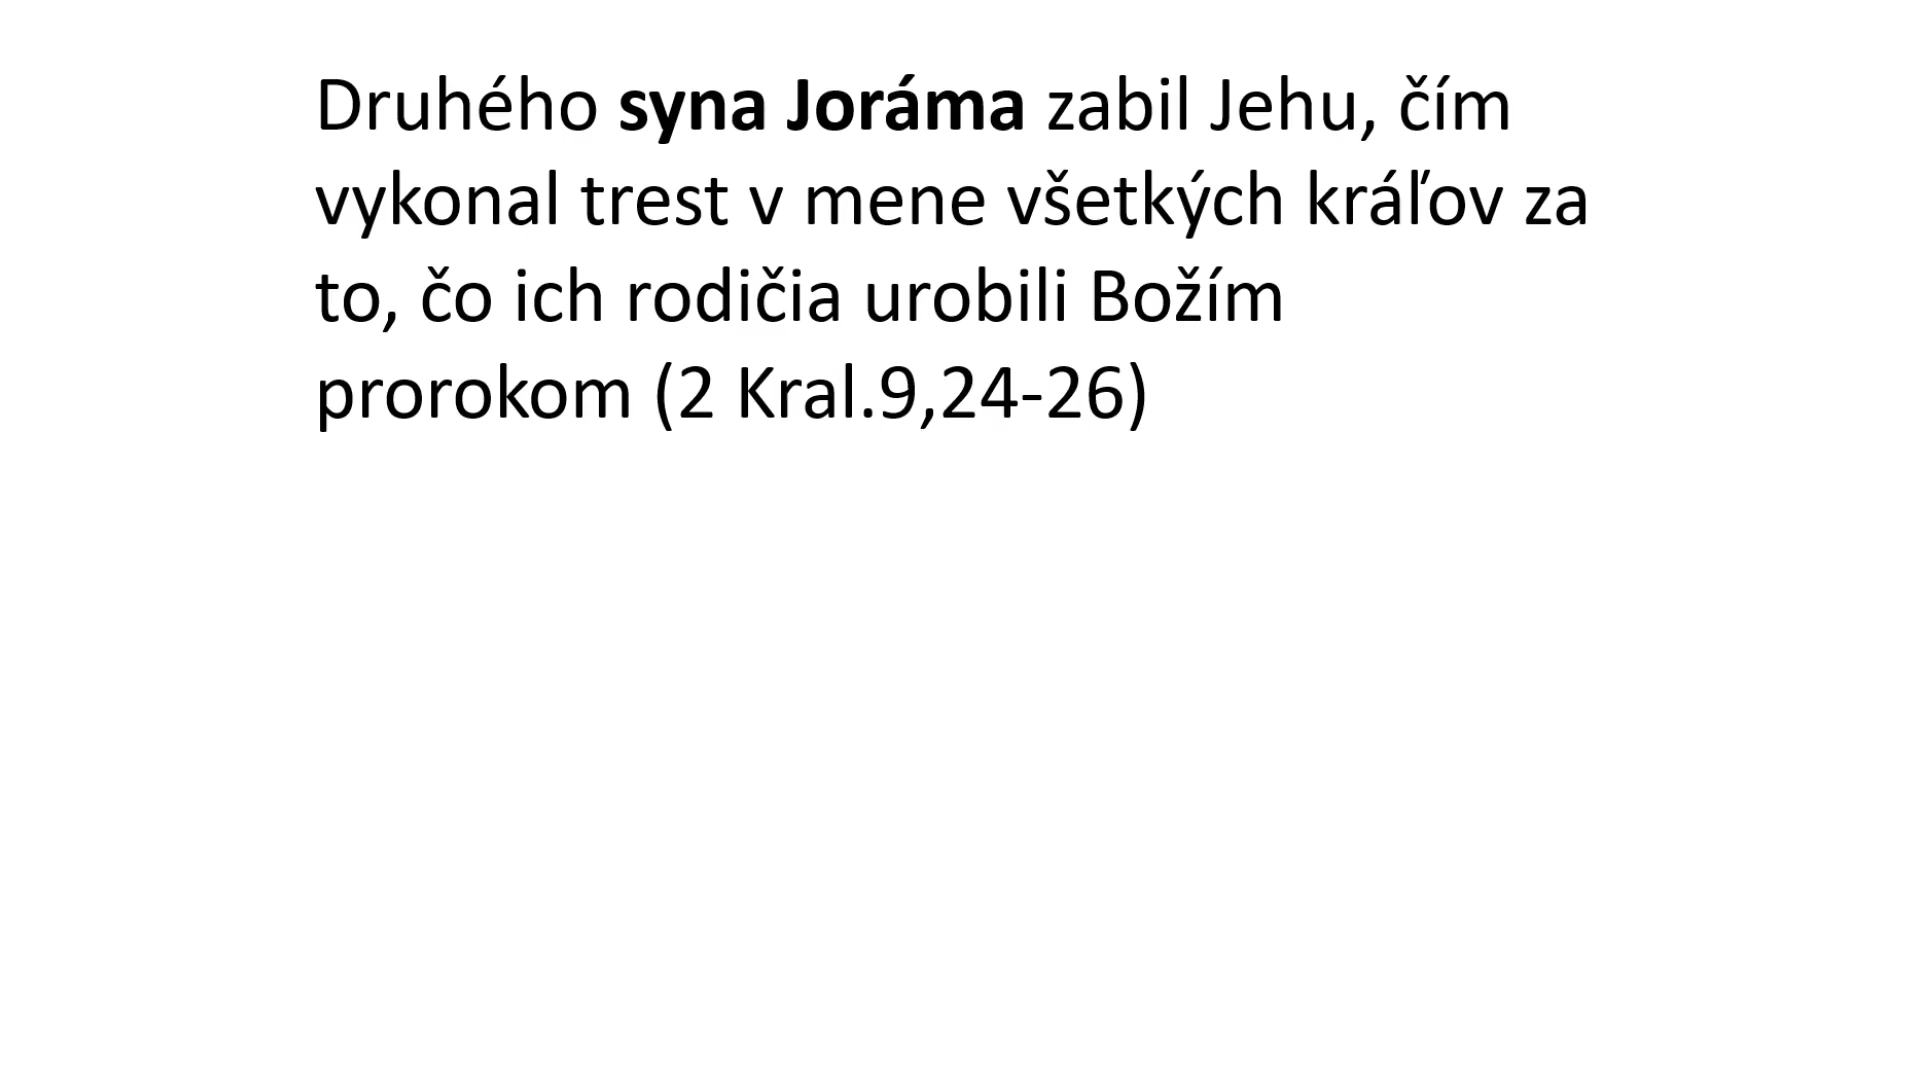 Druhého syna Joráma zabil Jehu, čím
vykonal trest v mene všetkých kráľov za
to, čo ich rodičia urobili Božím
prorokom (2 Kral.9,24-26)